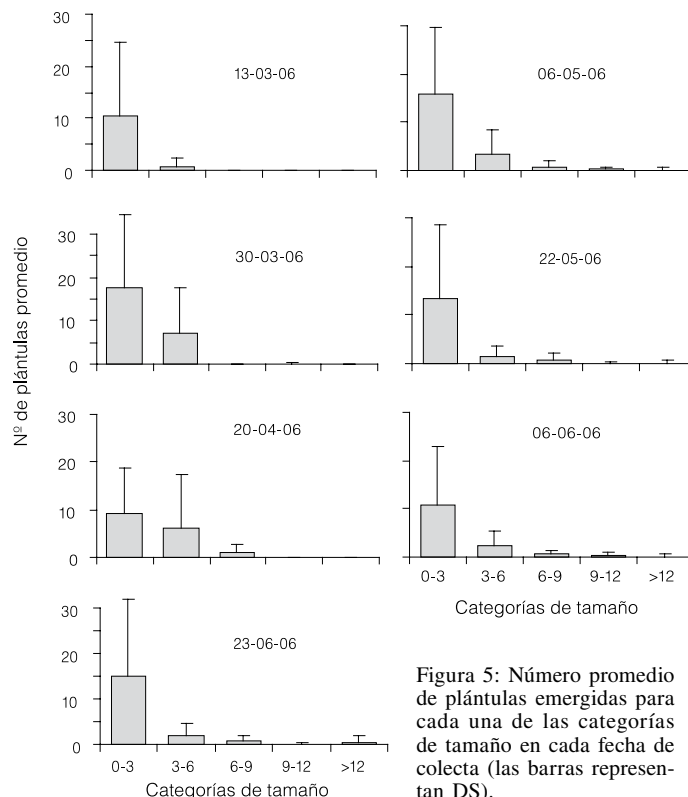 30
20
10
0
13-03-06
06-05-06
Nº de plántulas promedio
30
20
10
0
30-03-06
22-05-06
30
20
10
0
20-04-06
06-06-06
0-3 3-6 6-9 9-12 >12
Categorías de tamaño
30
20
10
0
23-06-06
0-3 3-6 6-9 9-12 >12
Categorías de tamaño
Figura 5: Número promedio
de plántulas emergidas para
cada una de las categorías
de tamaño en cada fecha de
colecta (las barras represen-
tan DS).